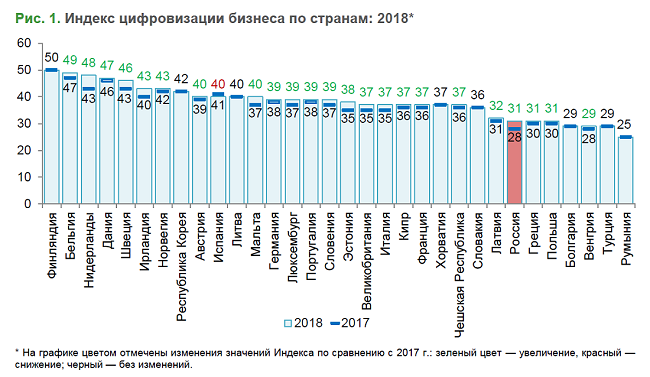 Рис. 1. Индекс цифровизации бизнеса по странам: 2018*
60
50
40
30
20
10
0
50 49 48 47 46 43 43 42 40 40 40 40 39 39 39 39 38 37 37 37 37 37 37 36 32 31 31 31 29 29 29 25
47 43 46 43 40 42 39 41 37 38 37 38 37 35 35 35 36 36 36 31 28 30 30 28
Финляндия
Бельгия
Нидерланды
Дания
Швеция
Ирландия
Норвегия
Республика Корея
Австрия
Испания
Литва
Мальта
Германия
Люксембург
Португалия
Словения
Эстония
Великобритания
Италия
Кипр
Франция
Хорватия
Чешская Республика
Словакия
Латвия
Россия
Греция
Польша
Болгария
Венгрия
Турция
Румыния
2018 2017
* На графике цветом отмечены изменения значений Индекса по сравнению с 2017 г.: зеленый цвет — увеличение, красный —
снижение; черный — без изменений.